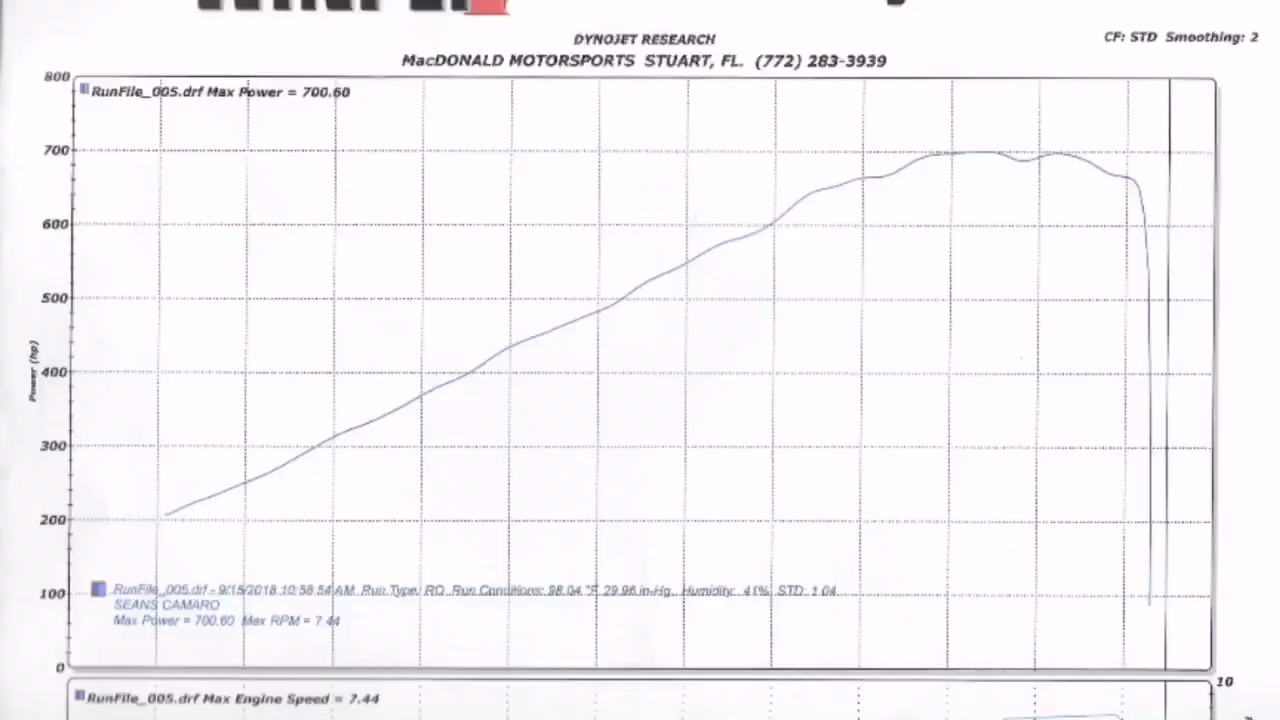 CF: STD Smoothing: 2
DYNOJET RESEARCH
MacDONALD MOTORSPORTS STUART, FL. (772) 283-3939
800
RunFile_005.drf Max Power = 700.60
700
600
500
Power (hp)
400
300
200
100
RunFile_005.drf - 9/15/2018 10:58:54 AM Run Type: RO Run Conditions: 98.04 °F, 29.96 in-Hg, Humidity: 41% STD: 1.04
SEANS CAMARO
Max Power = 700.60 Max RPM = 7.44
0
10
RunFile_005.drf Max Engine Speed = 7.44